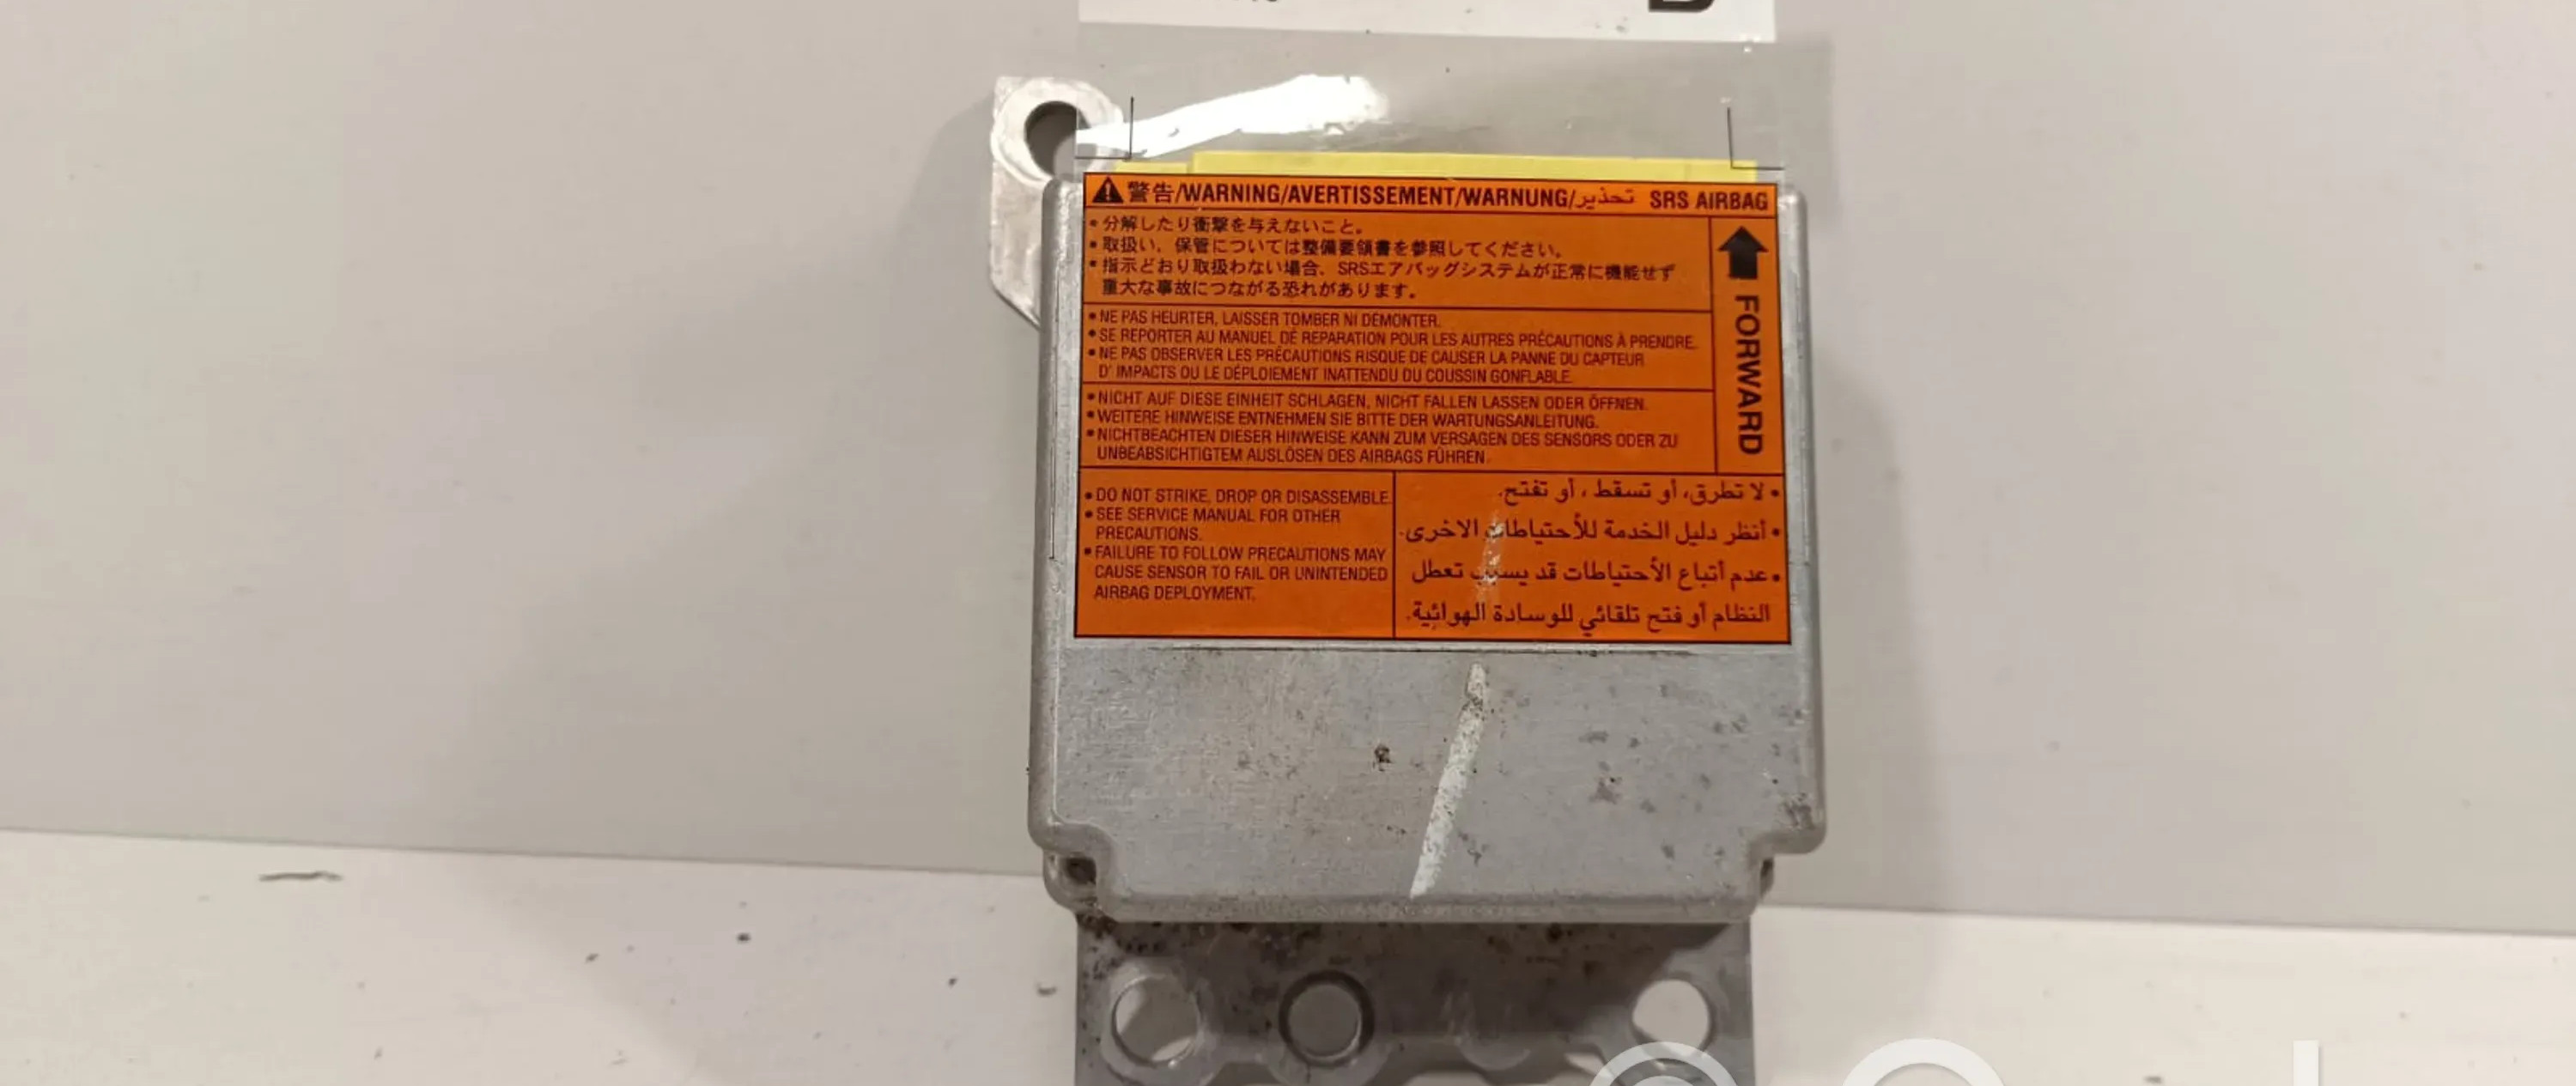 警告/WARNING/AVERTISSEMENT/WARNUNG/تحذير SRS AIRBAG
• 分解したり衝撃を与えないこと。
• 取扱い、保管については整備要領書を参照してください。
• 指示どおり取扱わない場合、SRSエアバッグシステムが正常に機能せず
重大な事故につながる恐れがあります。
FORWARD
• NE PAS HEURTER, LAISSER TOMBER NI DÉMONTER.
• SE REPORTER AU MANUEL DE REPARATION POUR LES AUTRES PRÉCAUTIONS À PRENDRE.
• NE PAS OBSERVER LES PRÉCAUTIONS RISQUE DE CAUSER LA PANNE DU CAPTEUR
D' IMPACTS OU LE DÉPLOIEMENT INATTENDU DU COUSSIN GONFLABLE.
• NICHT AUF DIESE EINHEIT SCHLAGEN, NICHT FALLEN LASSEN ODER ÖFFNEN.
• WEITERE HINWEISE ENTNEHMEN SIE BITTE DER WARTUNGSANLEITUNG.
• NICHTBEACHTEN DIESER HINWEISE KANN ZUM VERSAGEN DES SENSORS ODER ZU
UNBEABSICHTIGTEM AUSLÖSEN DES AIRBAGS FÜHREN.
• DO NOT STRIKE, DROP OR DISASSEMBLE.
• SEE SERVICE MANUAL FOR OTHER
PRECAUTIONS.
• FAILURE TO FOLLOW PRECAUTIONS MAY
CAUSE SENSOR TO FAIL OR UNINTENDED
AIRBAG DEPLOYMENT.
• لا تطرق، أو تسقط ، أو تفتح.
• أنظر دليل الخدمة للأحتياطات الاخرى.
• عدم أتباع الأحتياطات قد يسبب تعطل
النظام أو فتح تلقائي للوسادة الهوائية.